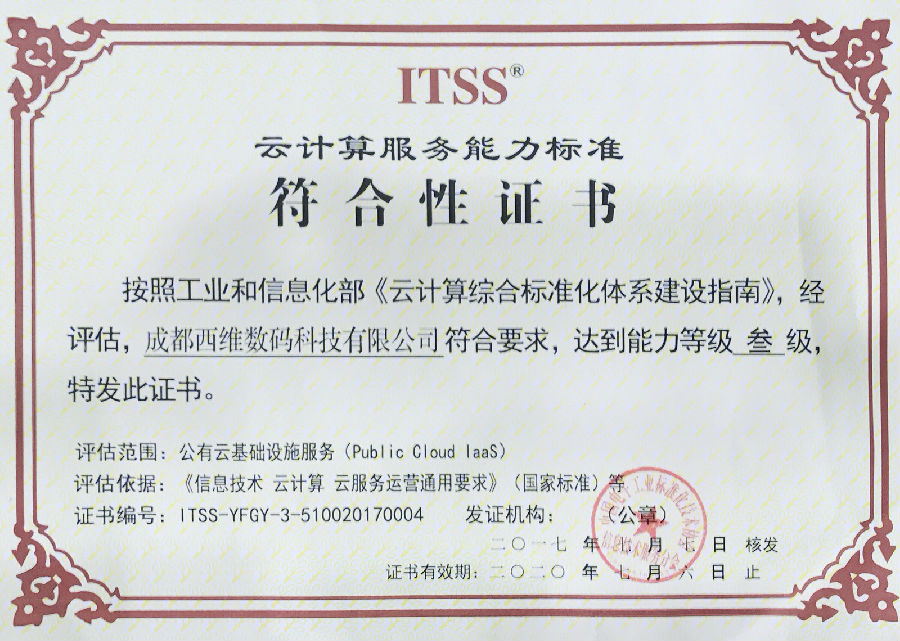 ITSS®
云计算服务能力标准
符合性证书
按照工业和信息化部《云计算综合标准化体系建设指南》，经
评估，成都西维数码科技有限公司符合要求，达到能力等级 叁 级，
特发此证书。
评估范围：公有云基础设施服务（Public Cloud IaaS）
评估依据：《信息技术 云计算 云服务运营通用要求》（国家标准）等
证书编号：ITSS-YFGY-3-510020170004 发证机构： （公章）
二〇一七 年 七 月 七 日 核发
证书有效期：二〇二〇 年 七 月 六 日 止